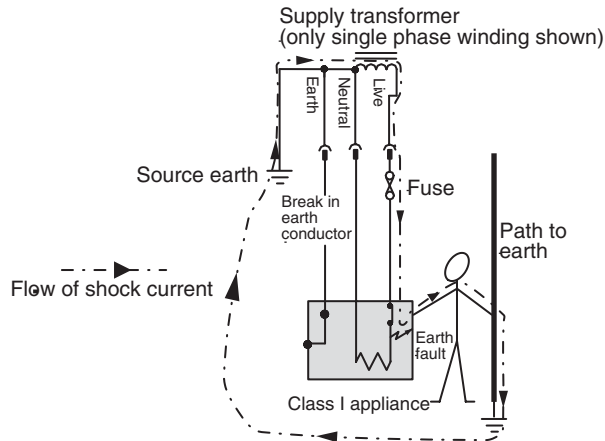 Supply transformer
(only single phase winding shown)
Earth
Neutral
Live
Source earth
Fuse
Break in
earth
conductor
Path to
earth
Flow of shock current
Earth
fault
Class I appliance